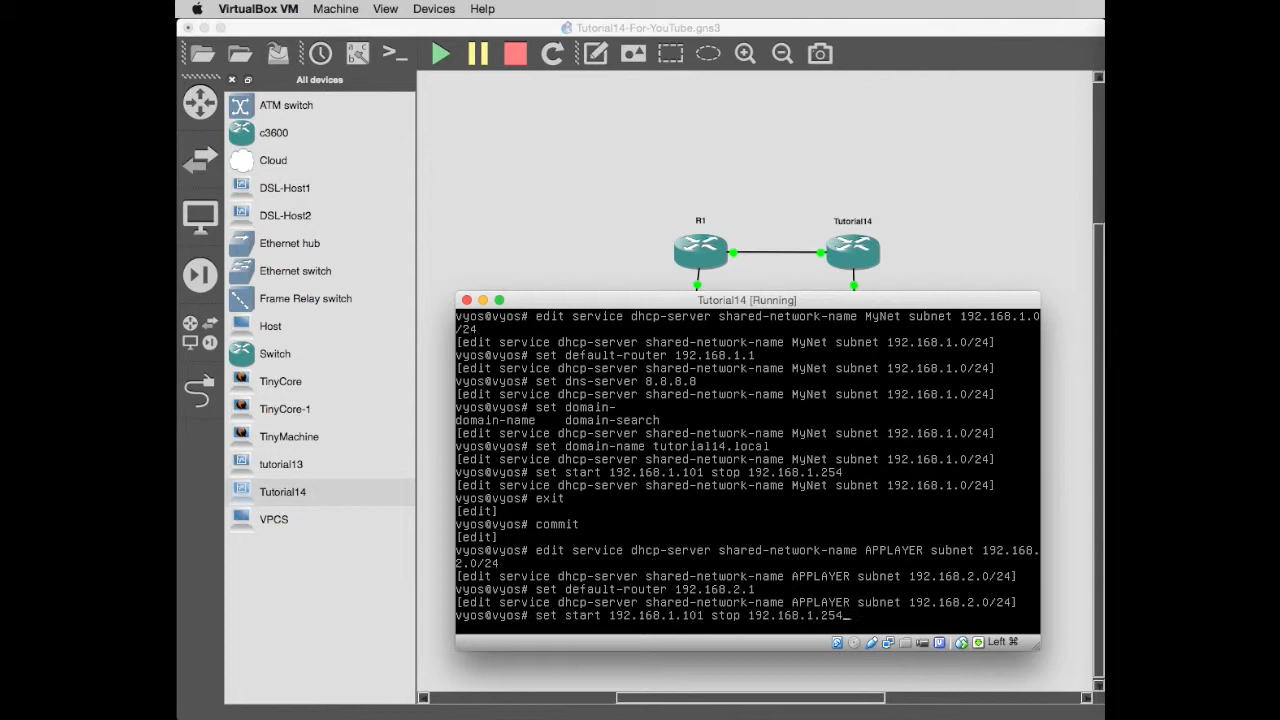 VirtualBox VM Machine View Devices Help
Tutorial14-For-YouTube.gns3
All devices
ATM switch
c3600
Cloud
DSL-Host1
DSL-Host2
Ethernet hub
Ethernet switch
Frame Relay switch
Host
Switch
TinyCore
TinyCore-1
TinyMachine
tutorial13
Tutorial14
VPCS
R1
Tutorial14
Tutorial14 [Running]
vyos@vyos# edit service dhcp-server shared-network-name MyNet subnet 192.168.1.0
/24
[edit service dhcp-server shared-network-name MyNet subnet 192.168.1.0/24]
vyos@vyos# set default-router 192.168.1.1
[edit service dhcp-server shared-network-name MyNet subnet 192.168.1.0/24]
vyos@vyos# set dns-server 8.8.8.8
[edit service dhcp-server shared-network-name MyNet subnet 192.168.1.0/24]
vyos@vyos# set domain-
domain-name domain-search
[edit service dhcp-server shared-network-name MyNet subnet 192.168.1.0/24]
vyos@vyos# set domain-name tutorial14.local
[edit service dhcp-server shared-network-name MyNet subnet 192.168.1.0/24]
vyos@vyos# set start 192.168.1.101 stop 192.168.1.254
[edit service dhcp-server shared-network-name MyNet subnet 192.168.1.0/24]
vyos@vyos# exit
[edit]
vyos@vyos# commit
[edit]
vyos@vyos# edit service dhcp-server shared-network-name APPLAYER subnet 192.168.
2.0/24
[edit service dhcp-server shared-network-name APPLAYER subnet 192.168.2.0/24]
vyos@vyos# set default-router 192.168.2.1
[edit service dhcp-server shared-network-name APPLAYER subnet 192.168.2.0/24]
vyos@vyos# set start 192.168.1.101 stop 192.168.1.254_
Left ⌘